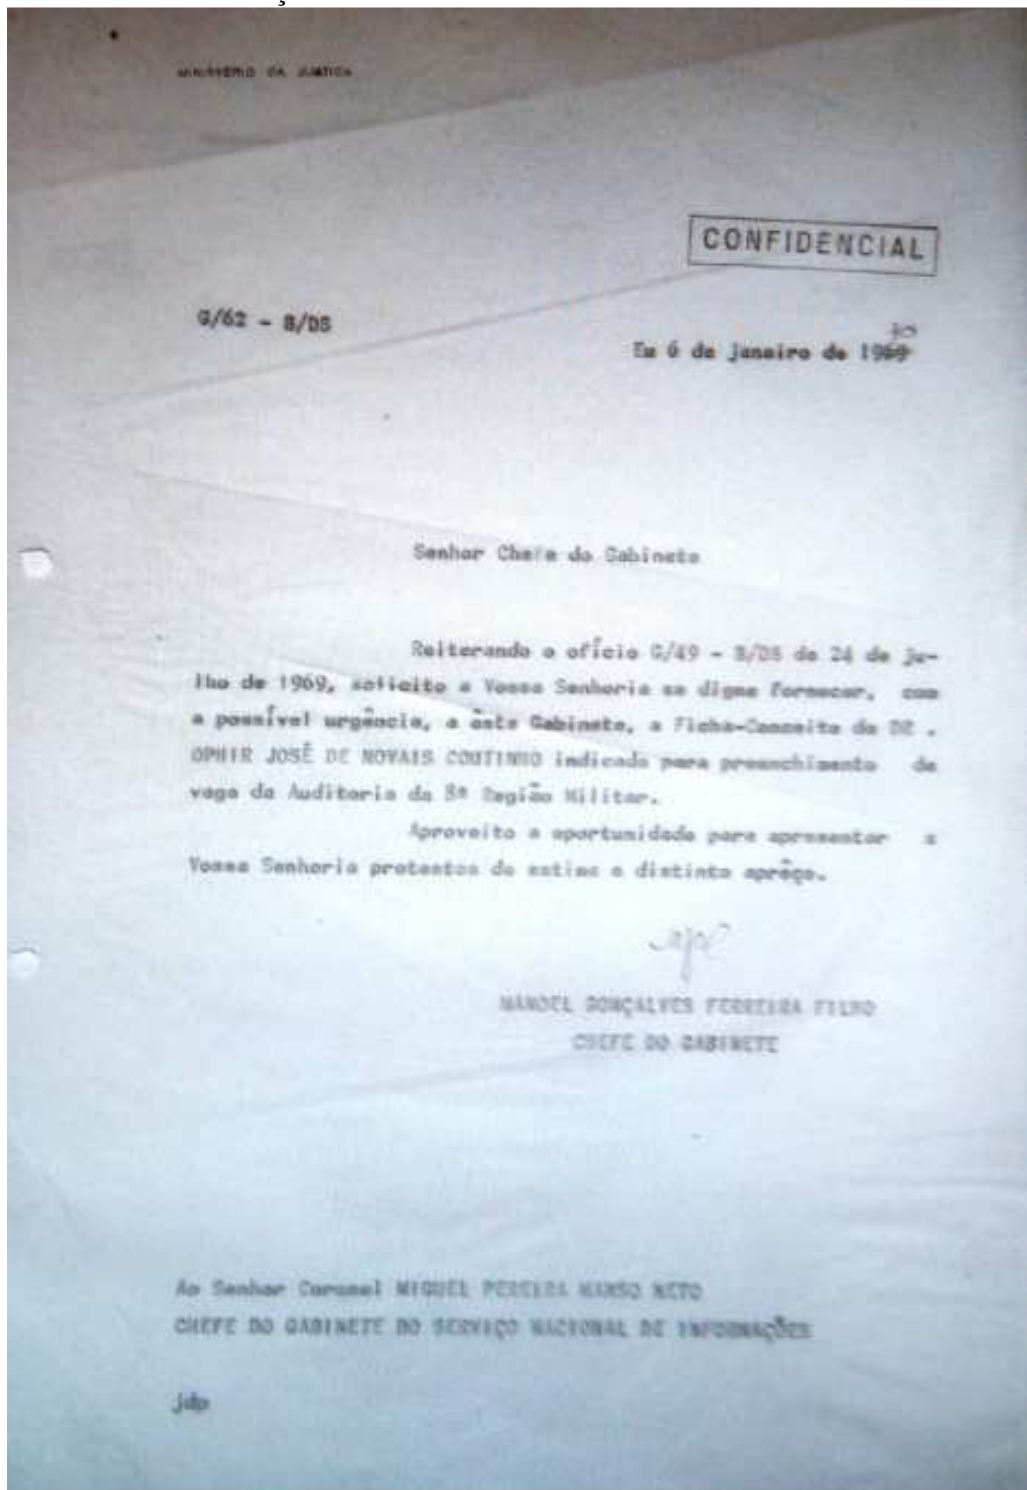 MINISTÉRIO DA JUSTIÇA
CONFIDENCIAL
G/62 - S/DS
70
Em 6 de janeiro de 1969
Senhor Chefe do Gabinete
Reiterando o ofício G/49 - S/DS de 24 de ju-
lho de 1969, solicito a Vossa Senhoria se digne fornecer, com
a possível urgência, a êste Gabinete, a Ficha-Conceito do DR .
OPHIR JOSÉ DE NOVAIS COUTINHO indicado para preenchimento de
vaga da Auditoria da 8ª Região Militar.
Aproveito a oportunidade para apresentar a
Vossa Senhoria protestos de estima e distinto aprêço.
MANOEL GONÇALVES FERREIRA FILHO
CHEFE DO GABINETE
Ao Senhor Coronel MIGUEL PEREIRA MANSO NETO
CHEFE DO GABINETE DO SERVIÇO NACIONAL DE INFORMAÇÕES
jdp